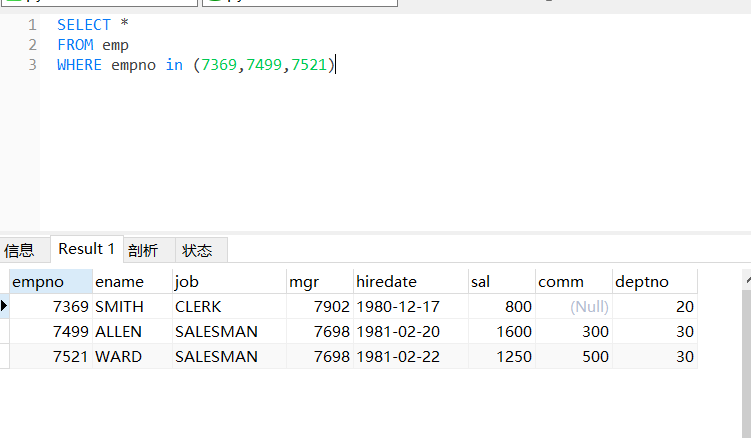 1 SELECT *
2 FROM emp
3 WHERE empno in (7369,7499,7521)
信息 Result 1 剖析 状态
empno ename job mgr hiredate sal comm deptno
7369 SMITH CLERK 7902 1980-12-17 800 (Null) 20
7499 ALLEN SALESMAN 7698 1981-02-20 1600 300 30
7521 WARD SALESMAN 7698 1981-02-22 1250 500 30